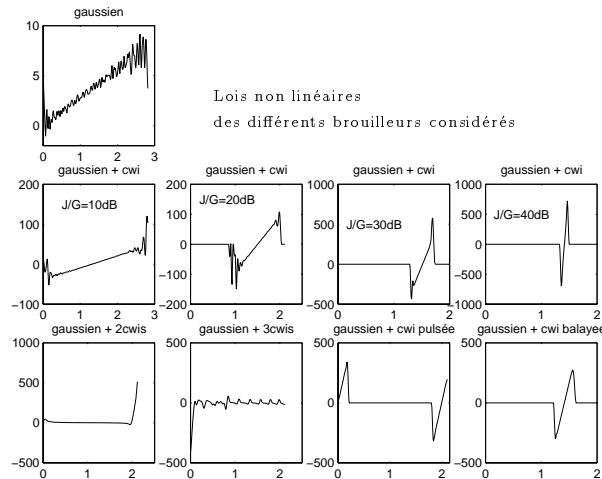 gaussien
10
5
0
0 1 2 3
Lois non linéaires
des différents brouilleurs considérés
gaussien + cwi
200
100
0
−100
0 1 2 3
J/G=10dB
gaussien + cwi
200
100
0
−100
−200
0 1 2
J/G=20dB
gaussien + cwi
1000
500
0
−500
0 1 2
J/G=30dB
gaussien + cwi
1000
500
0
−500
−1000
0 1 2
J/G=40dB
gaussien + 2cwis
1000
500
0
−500
0 1 2
gaussien + 3cwis
500
0
−500
0 1 2
gaussien + cwi pulsée
500
0
−500
0 1 2
gaussien + cwi balayee
500
0
−500
0 1 2